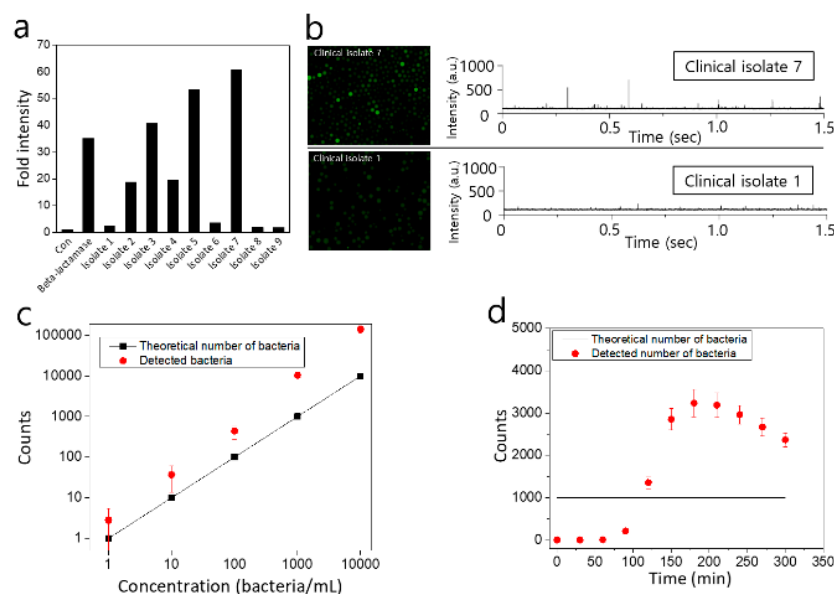 a
70
60
50
40
30
20
10
0
Fold intensity
Con
Beta-lactamase
Isolate 1
Isolate 2
Isolate 3
Isolate 4
Isolate 5
Isolate 6
Isolate 7
Isolate 8
Isolate 9
b
Clinical isolate 7
Clinical isolate 1
Intensity (a.u.)
1000
500
0
Clinical isolate 7
0 0.5 1.0 1.5
Time (sec)
Intensity (a.u.)
1000
500
0
Clinical isolate 1
0 0.5 1.0 1.5
Time (sec)
c
100000
10000
1000
100
10
1
Counts
Theoretical number of bacteria
Detected bacteria
1 10 100 1000 10000
Concentration (bacteria/mL)
d
5000
4000
3000
2000
1000
0
Counts
Theoretical number of bacteria
Detected number of bacteria
0 50 100 150 200 250 300 350
Time (min)